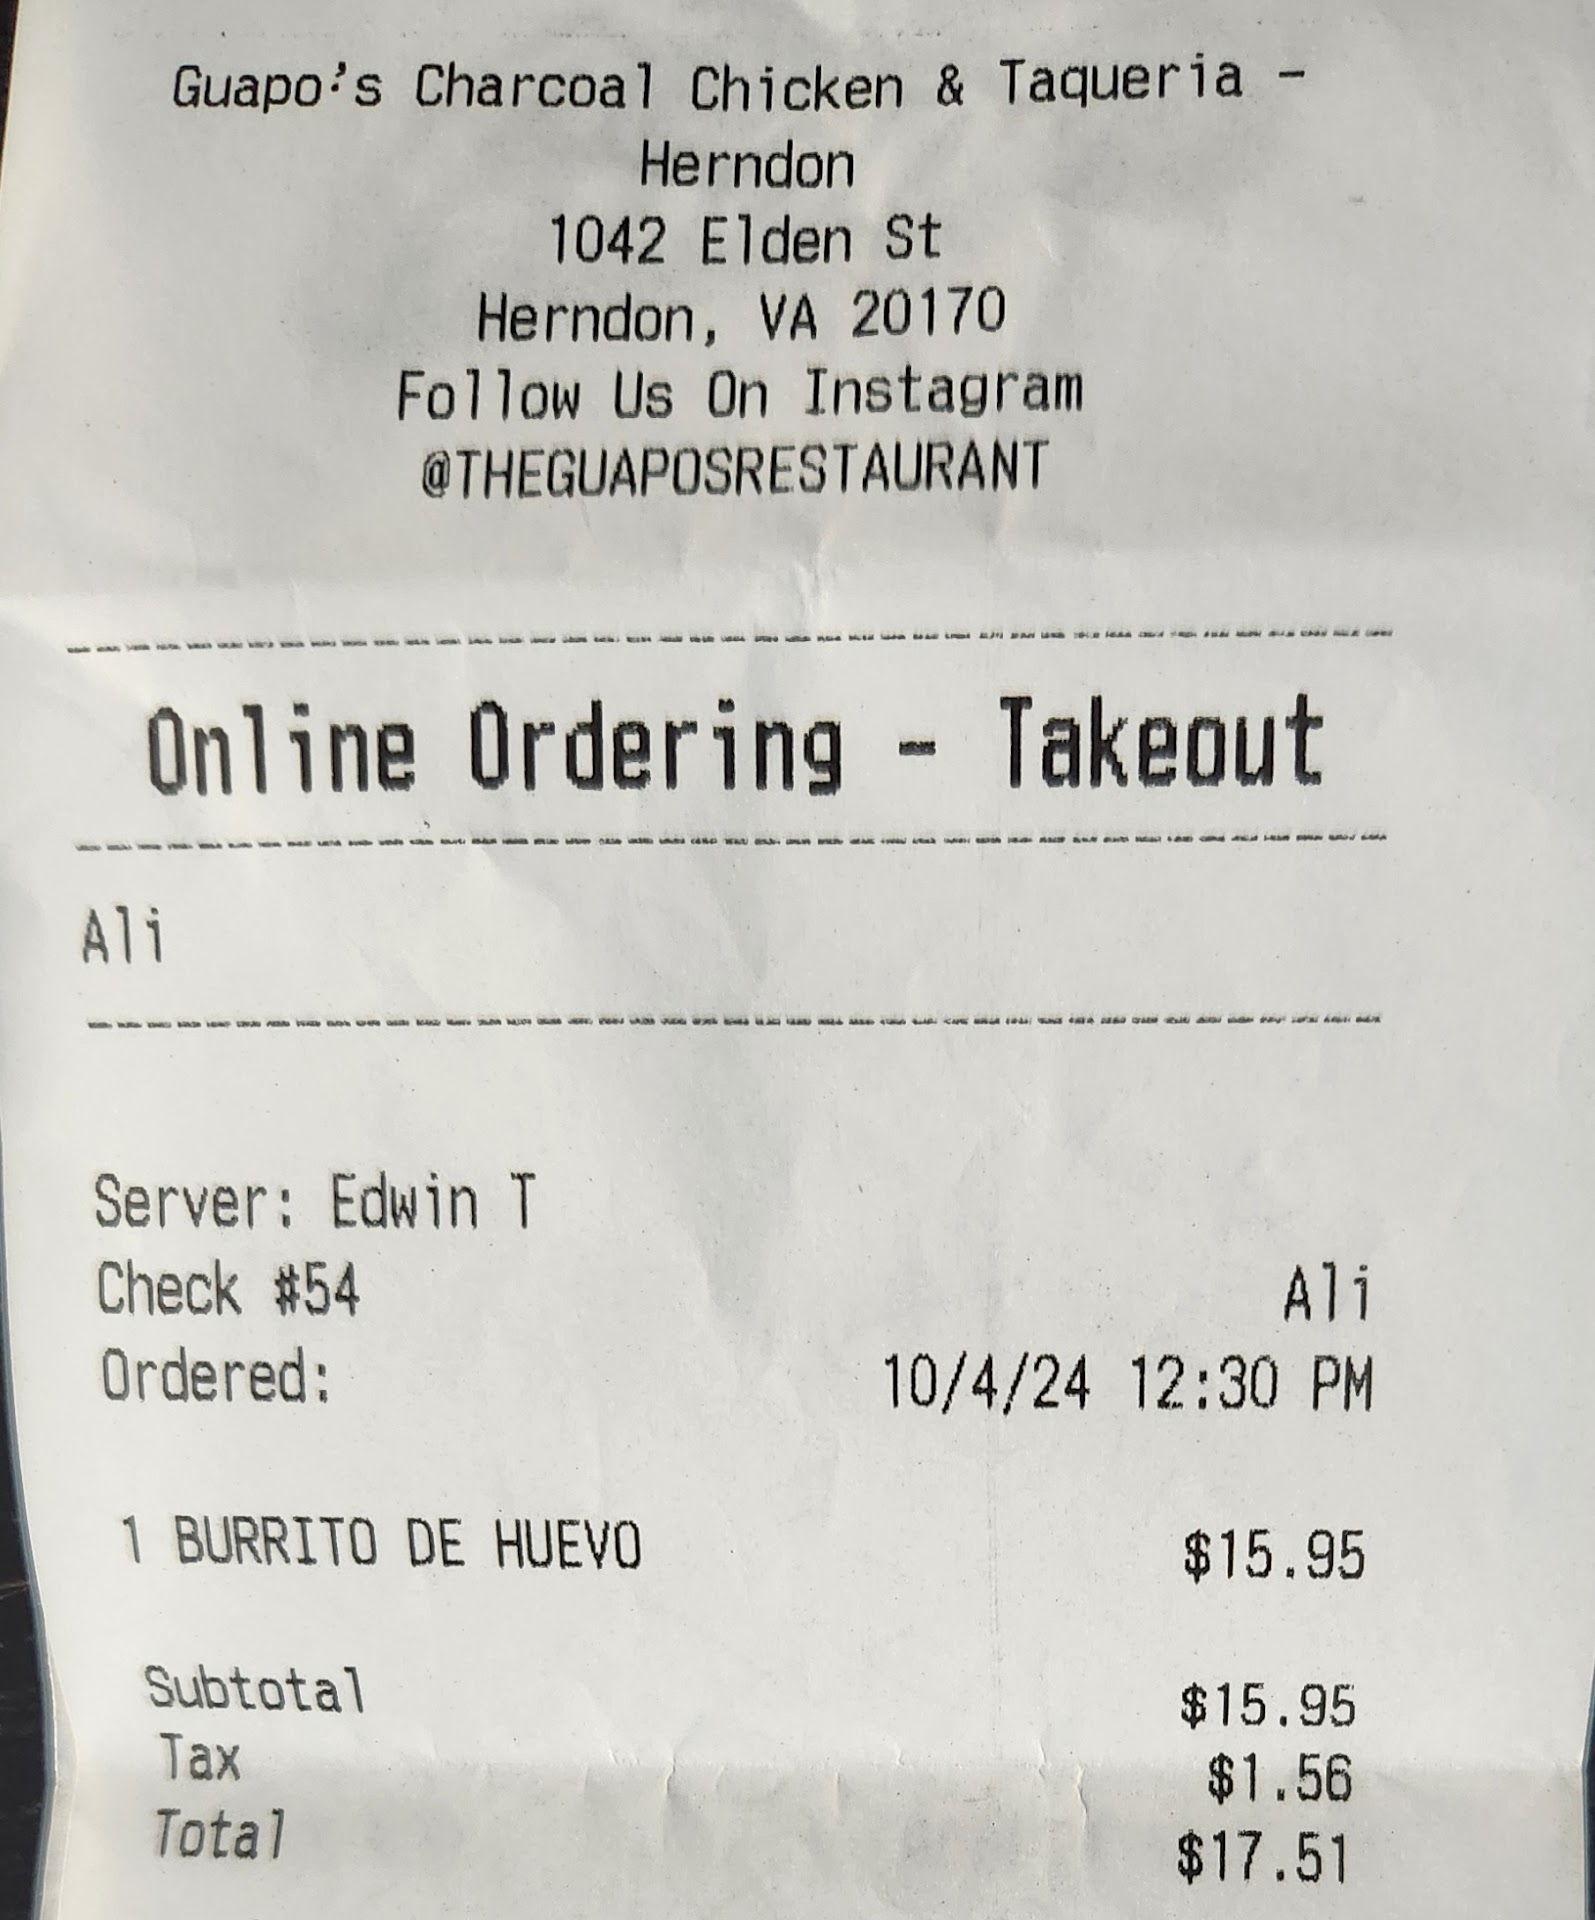 Guapo's Charcoal Chicken & Taqueria -
Herndon
1042 Elden St
Herndon, VA 20170
Follow Us On Instagram
@THEGUAPOSRESTAURANT
Online Ordering - Takeout
Ali
Server: Edwin T
Check #54 Ali
Ordered: 10/4/24 12:30 PM
1 BURRITO DE HUEVO $15.95
Subtotal $15.95
Tax $1.56
Total $17.51